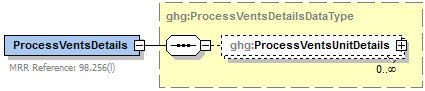 ghg:ProcessVentsDetailsDataType
ProcessVentsDetails
ghg:ProcessVentsUnitDetails
MRR Reference: 98.256(l)
0..∞